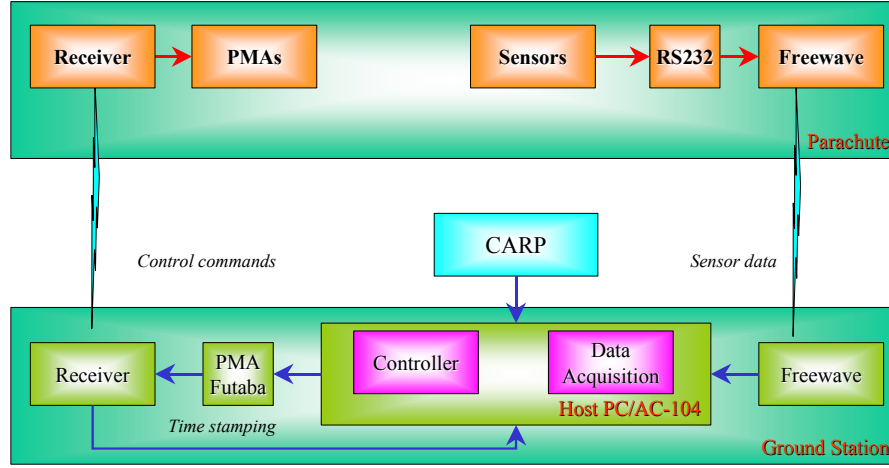 Receiver
PMAs
Sensors
RS232
Freewave
Parachute
Control commands
CARP
Sensor data
Receiver
PMA
Futaba
Controller
Data
Acquisition
Freewave
Host PC/AC-104
Time stamping
Ground Station